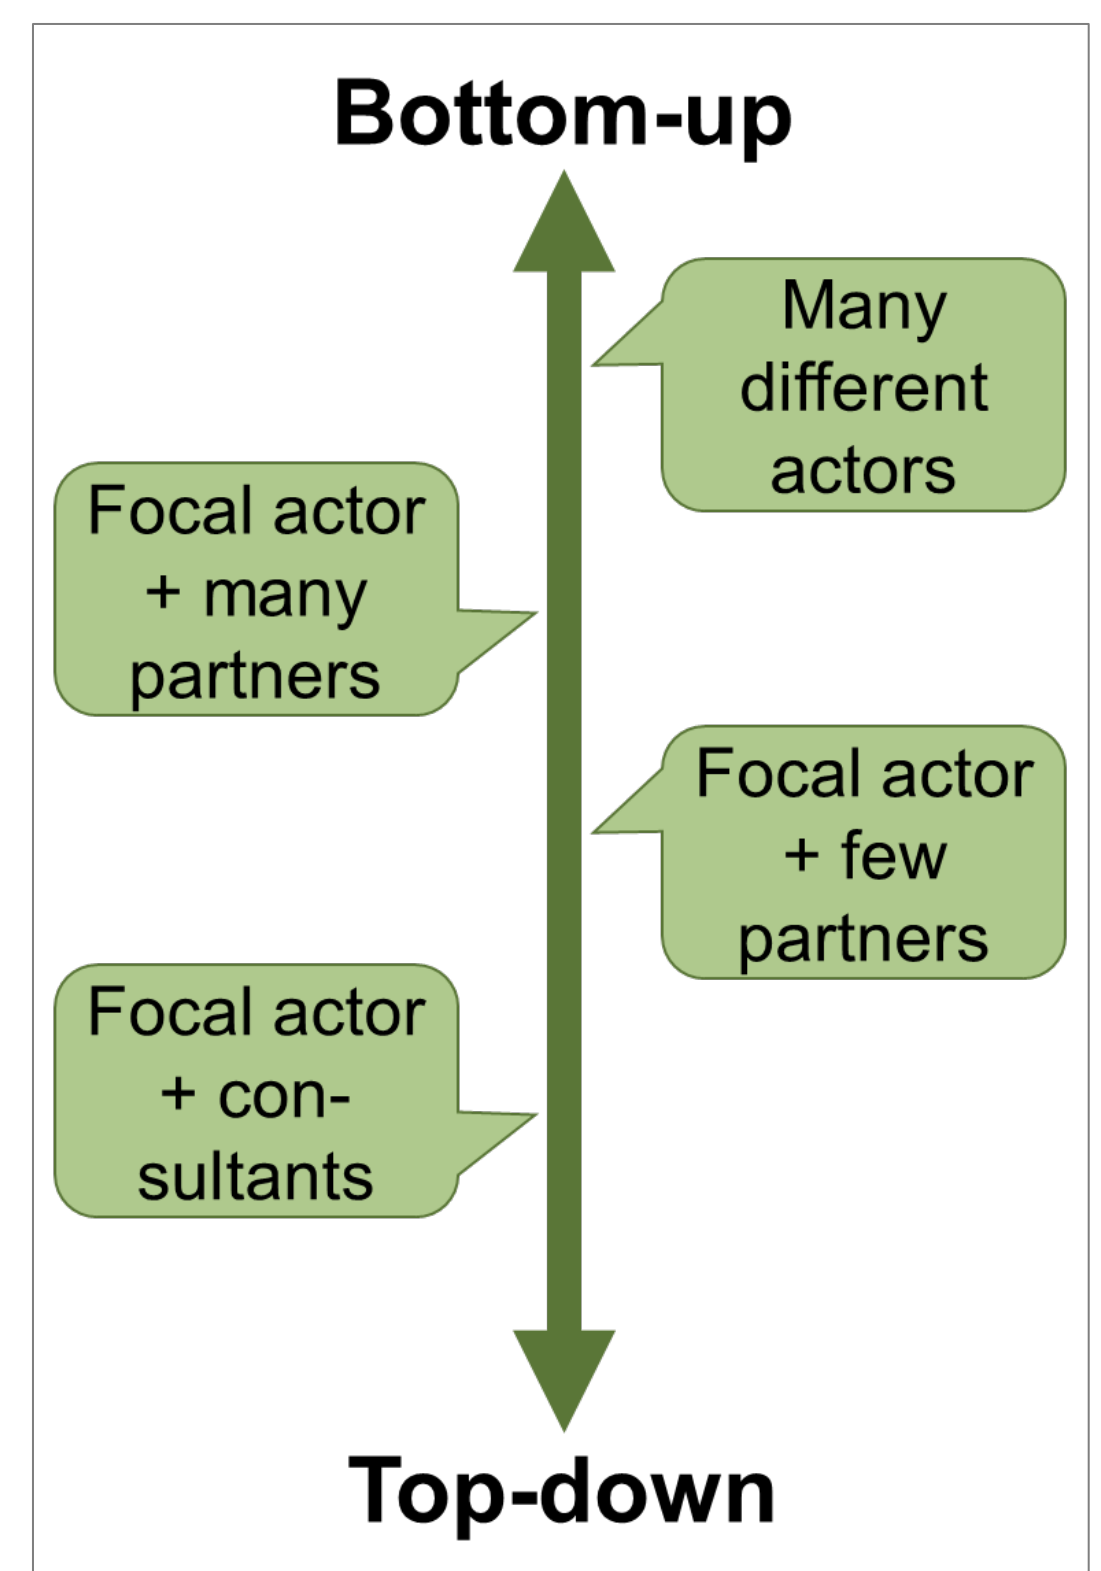 Bottom-up
Many
different
actors
Focal actor
+ many
partners
Focal actor
+ few
partners
Focal actor
+ con-
sultants
Top-down